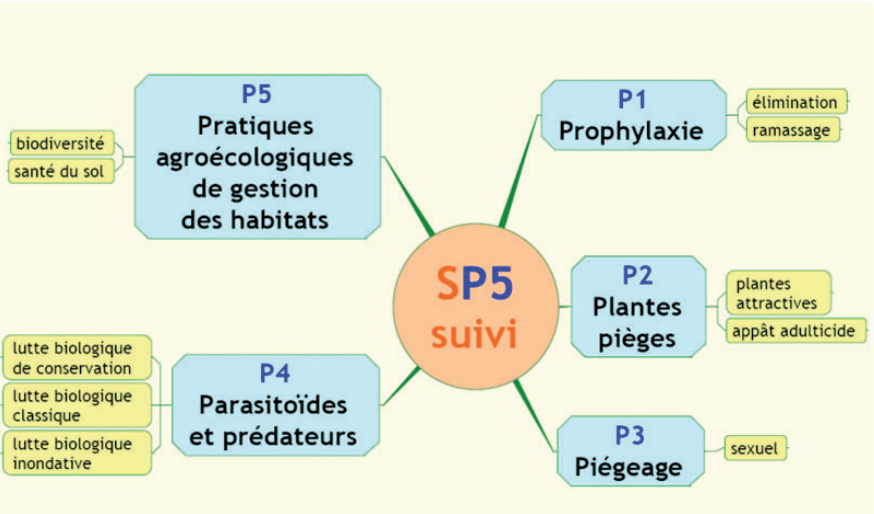 SP5
suivi
P1
Prophylaxie
élimination
ramassage
P2
Plantes
pièges
plantes
attractives
appât adulticide
P3
Piégeage
sexuel
P4
Parasitoïdes
et prédateurs
lutte biologique
de conservation
lutte biologique
classique
lutte biologique
inondative
P5
Pratiques
agroécologiques
de gestion
des habitats
biodiversité
santé du sol